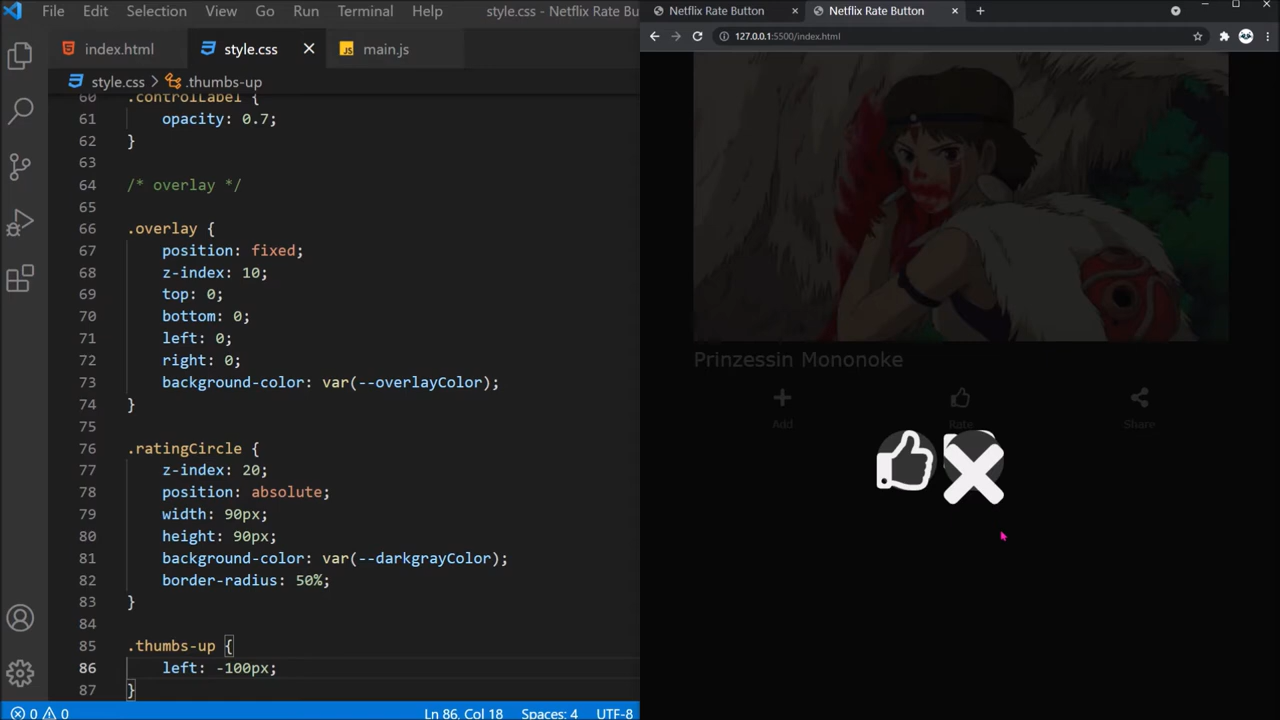 File Edit Selection View Go Run Terminal Help style.css - Netflix Rate Bu
index.html style.css main.js
style.css > .thumbs-up
60 .controlLabel {
61 opacity: 0.7;
62 }
63
64 /* overlay */
65
66 .overlay {
67 position: fixed;
68 z-index: 10;
69 top: 0;
70 bottom: 0;
71 left: 0;
72 right: 0;
73 background-color: var(--overlayColor);
74 }
75
76 .ratingCircle {
77 z-index: 20;
78 position: absolute;
79 width: 90px;
80 height: 90px;
81 background-color: var(--darkgrayColor);
82 border-radius: 50%;
83 }
84
85 .thumbs-up {
86 left: -100px;
87 }
0 0 Ln 86, Col 18 Spaces: 4 UTF-8
Netflix Rate Button Netflix Rate Button
127.0.0.1:5500/index.html
Prinzessin Mononoke
Add Rate Share